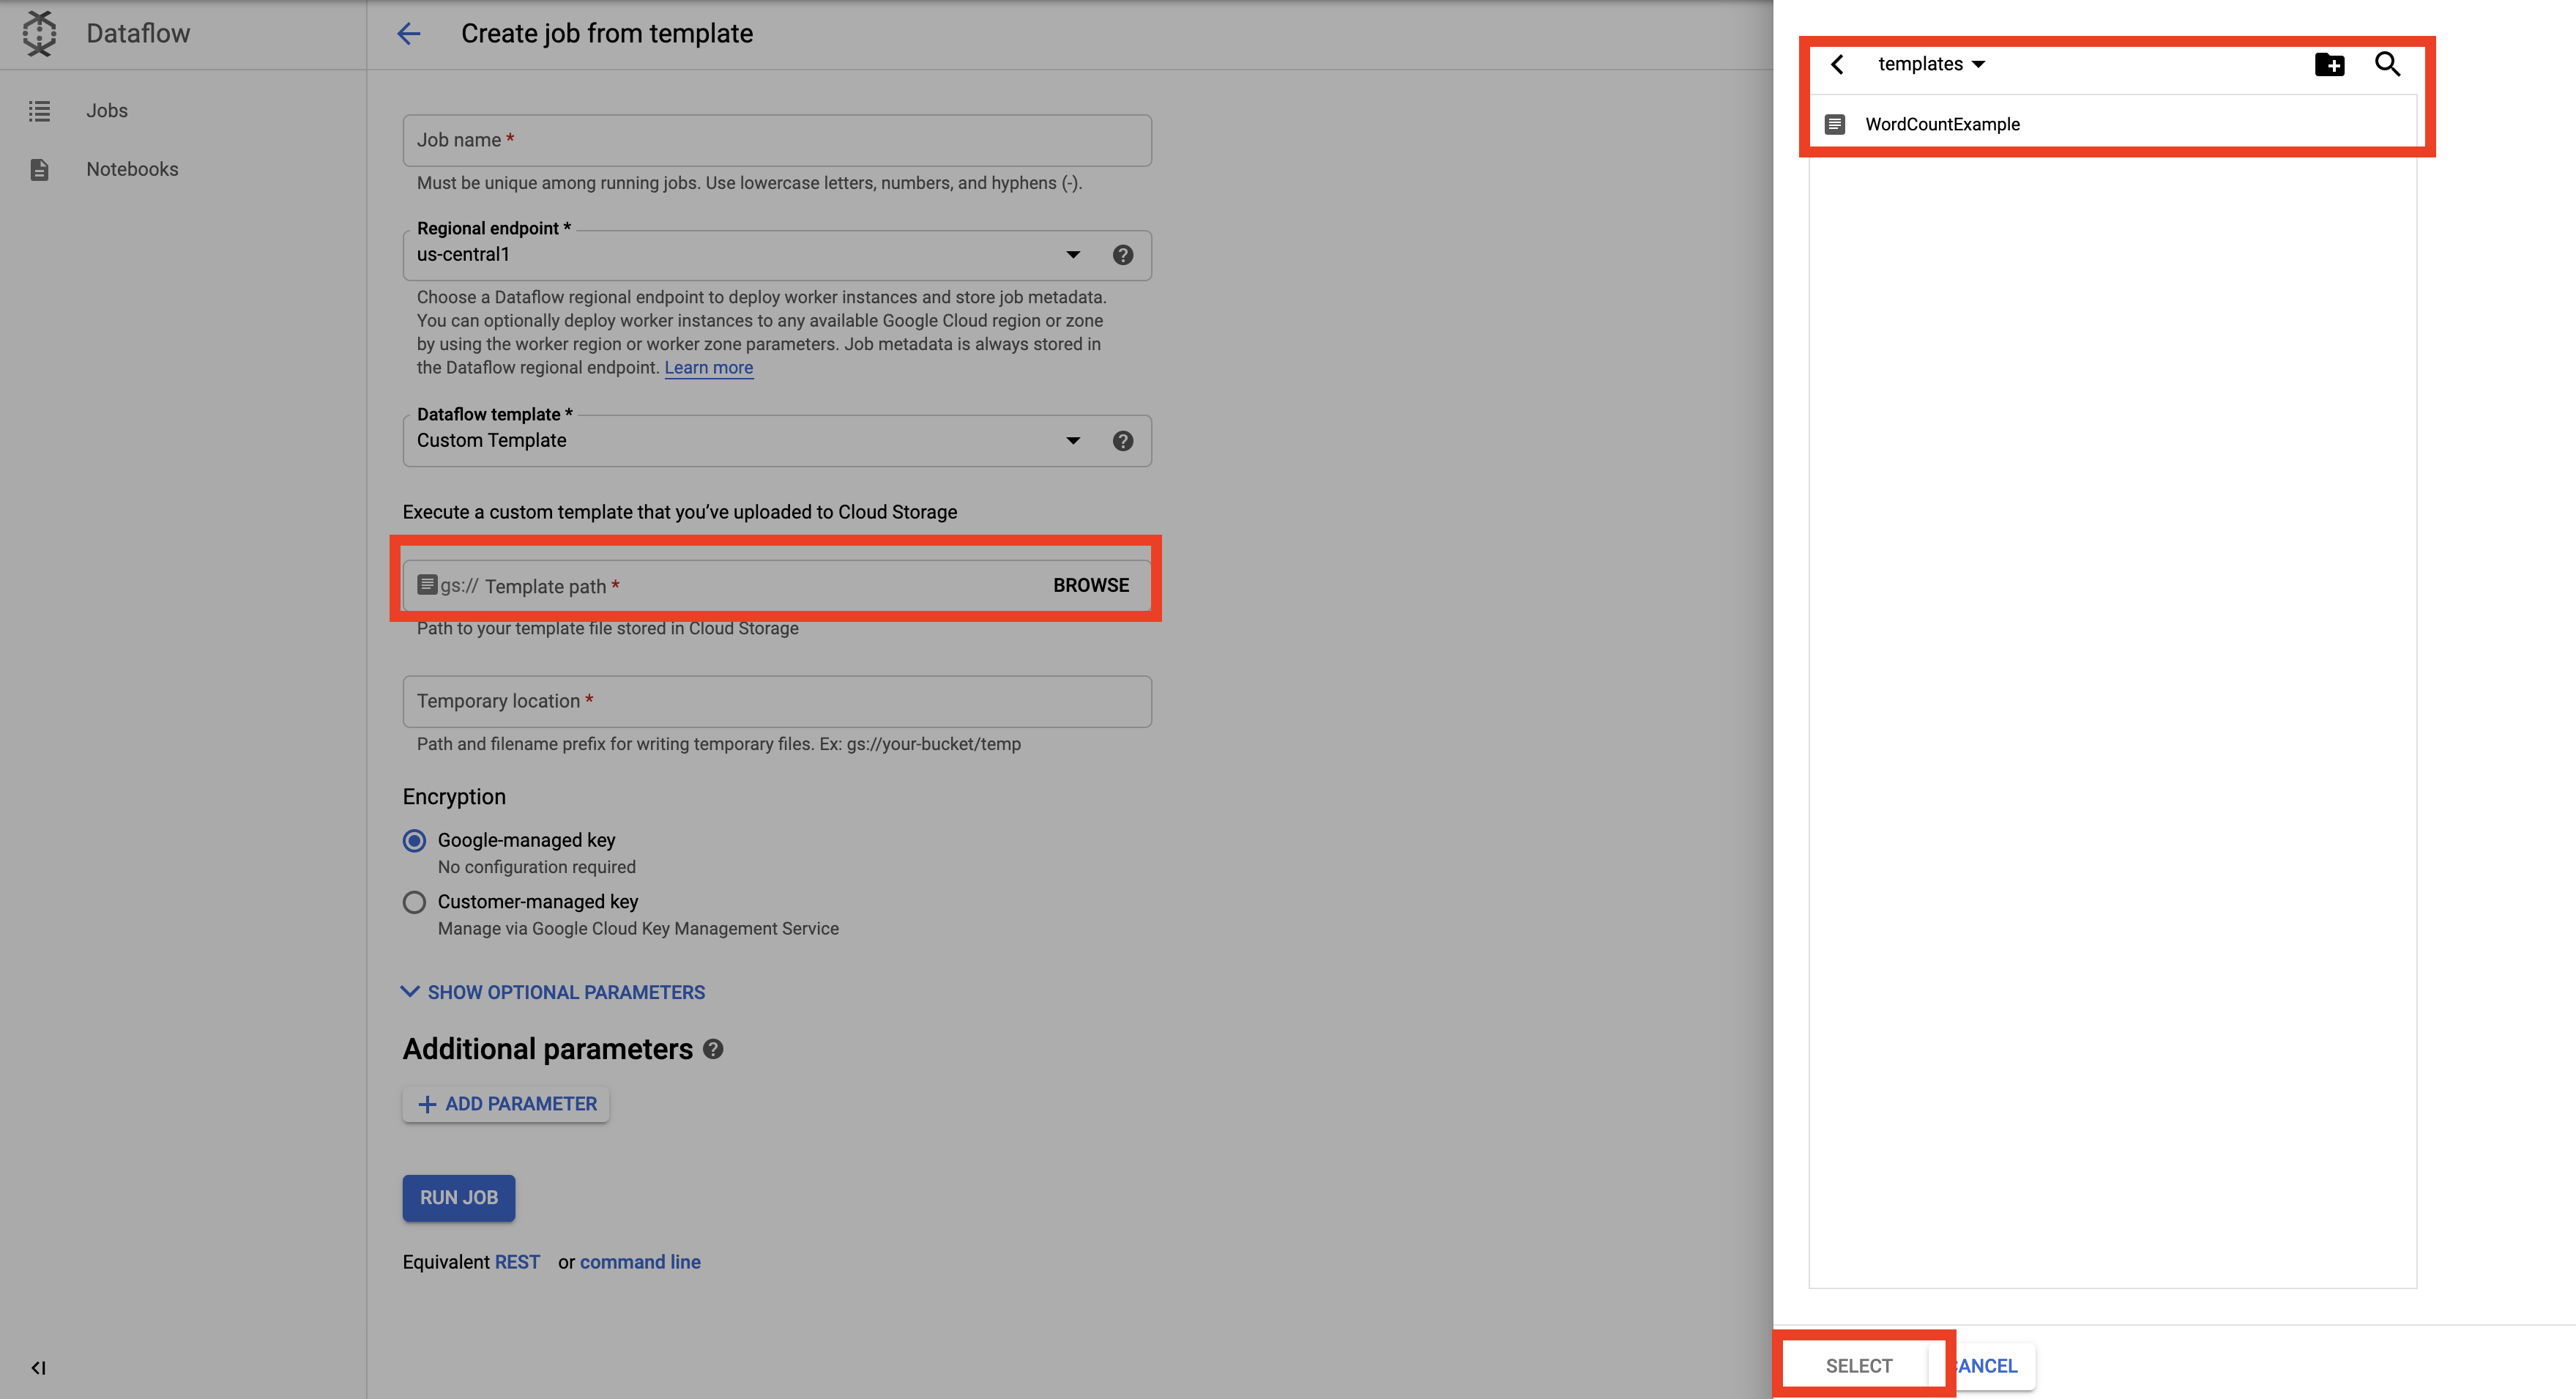 Dataflow
Create job from template
Jobs
Notebooks
Job name *
Must be unique among running jobs. Use lowercase letters, numbers, and hyphens (-).
Regional endpoint *
us-central1
Choose a Dataflow regional endpoint to deploy worker instances and store job metadata.
You can optionally deploy worker instances to any available Google Cloud region or zone
by using the worker region or worker zone parameters. Job metadata is always stored in
the Dataflow regional endpoint. Learn more
Dataflow template *
Custom Template
Execute a custom template that you’ve uploaded to Cloud Storage
gs:// Template path *
BROWSE
Path to your template file stored in Cloud Storage
Temporary location *
Path and filename prefix for writing temporary files. Ex: gs://your-bucket/temp
Encryption
Google-managed key
No configuration required
Customer-managed key
Manage via Google Cloud Key Management Service
SHOW OPTIONAL PARAMETERS
Additional parameters
ADD PARAMETER
RUN JOB
Equivalent REST or command line
templates
WordCountExample
SELECT
ANCEL